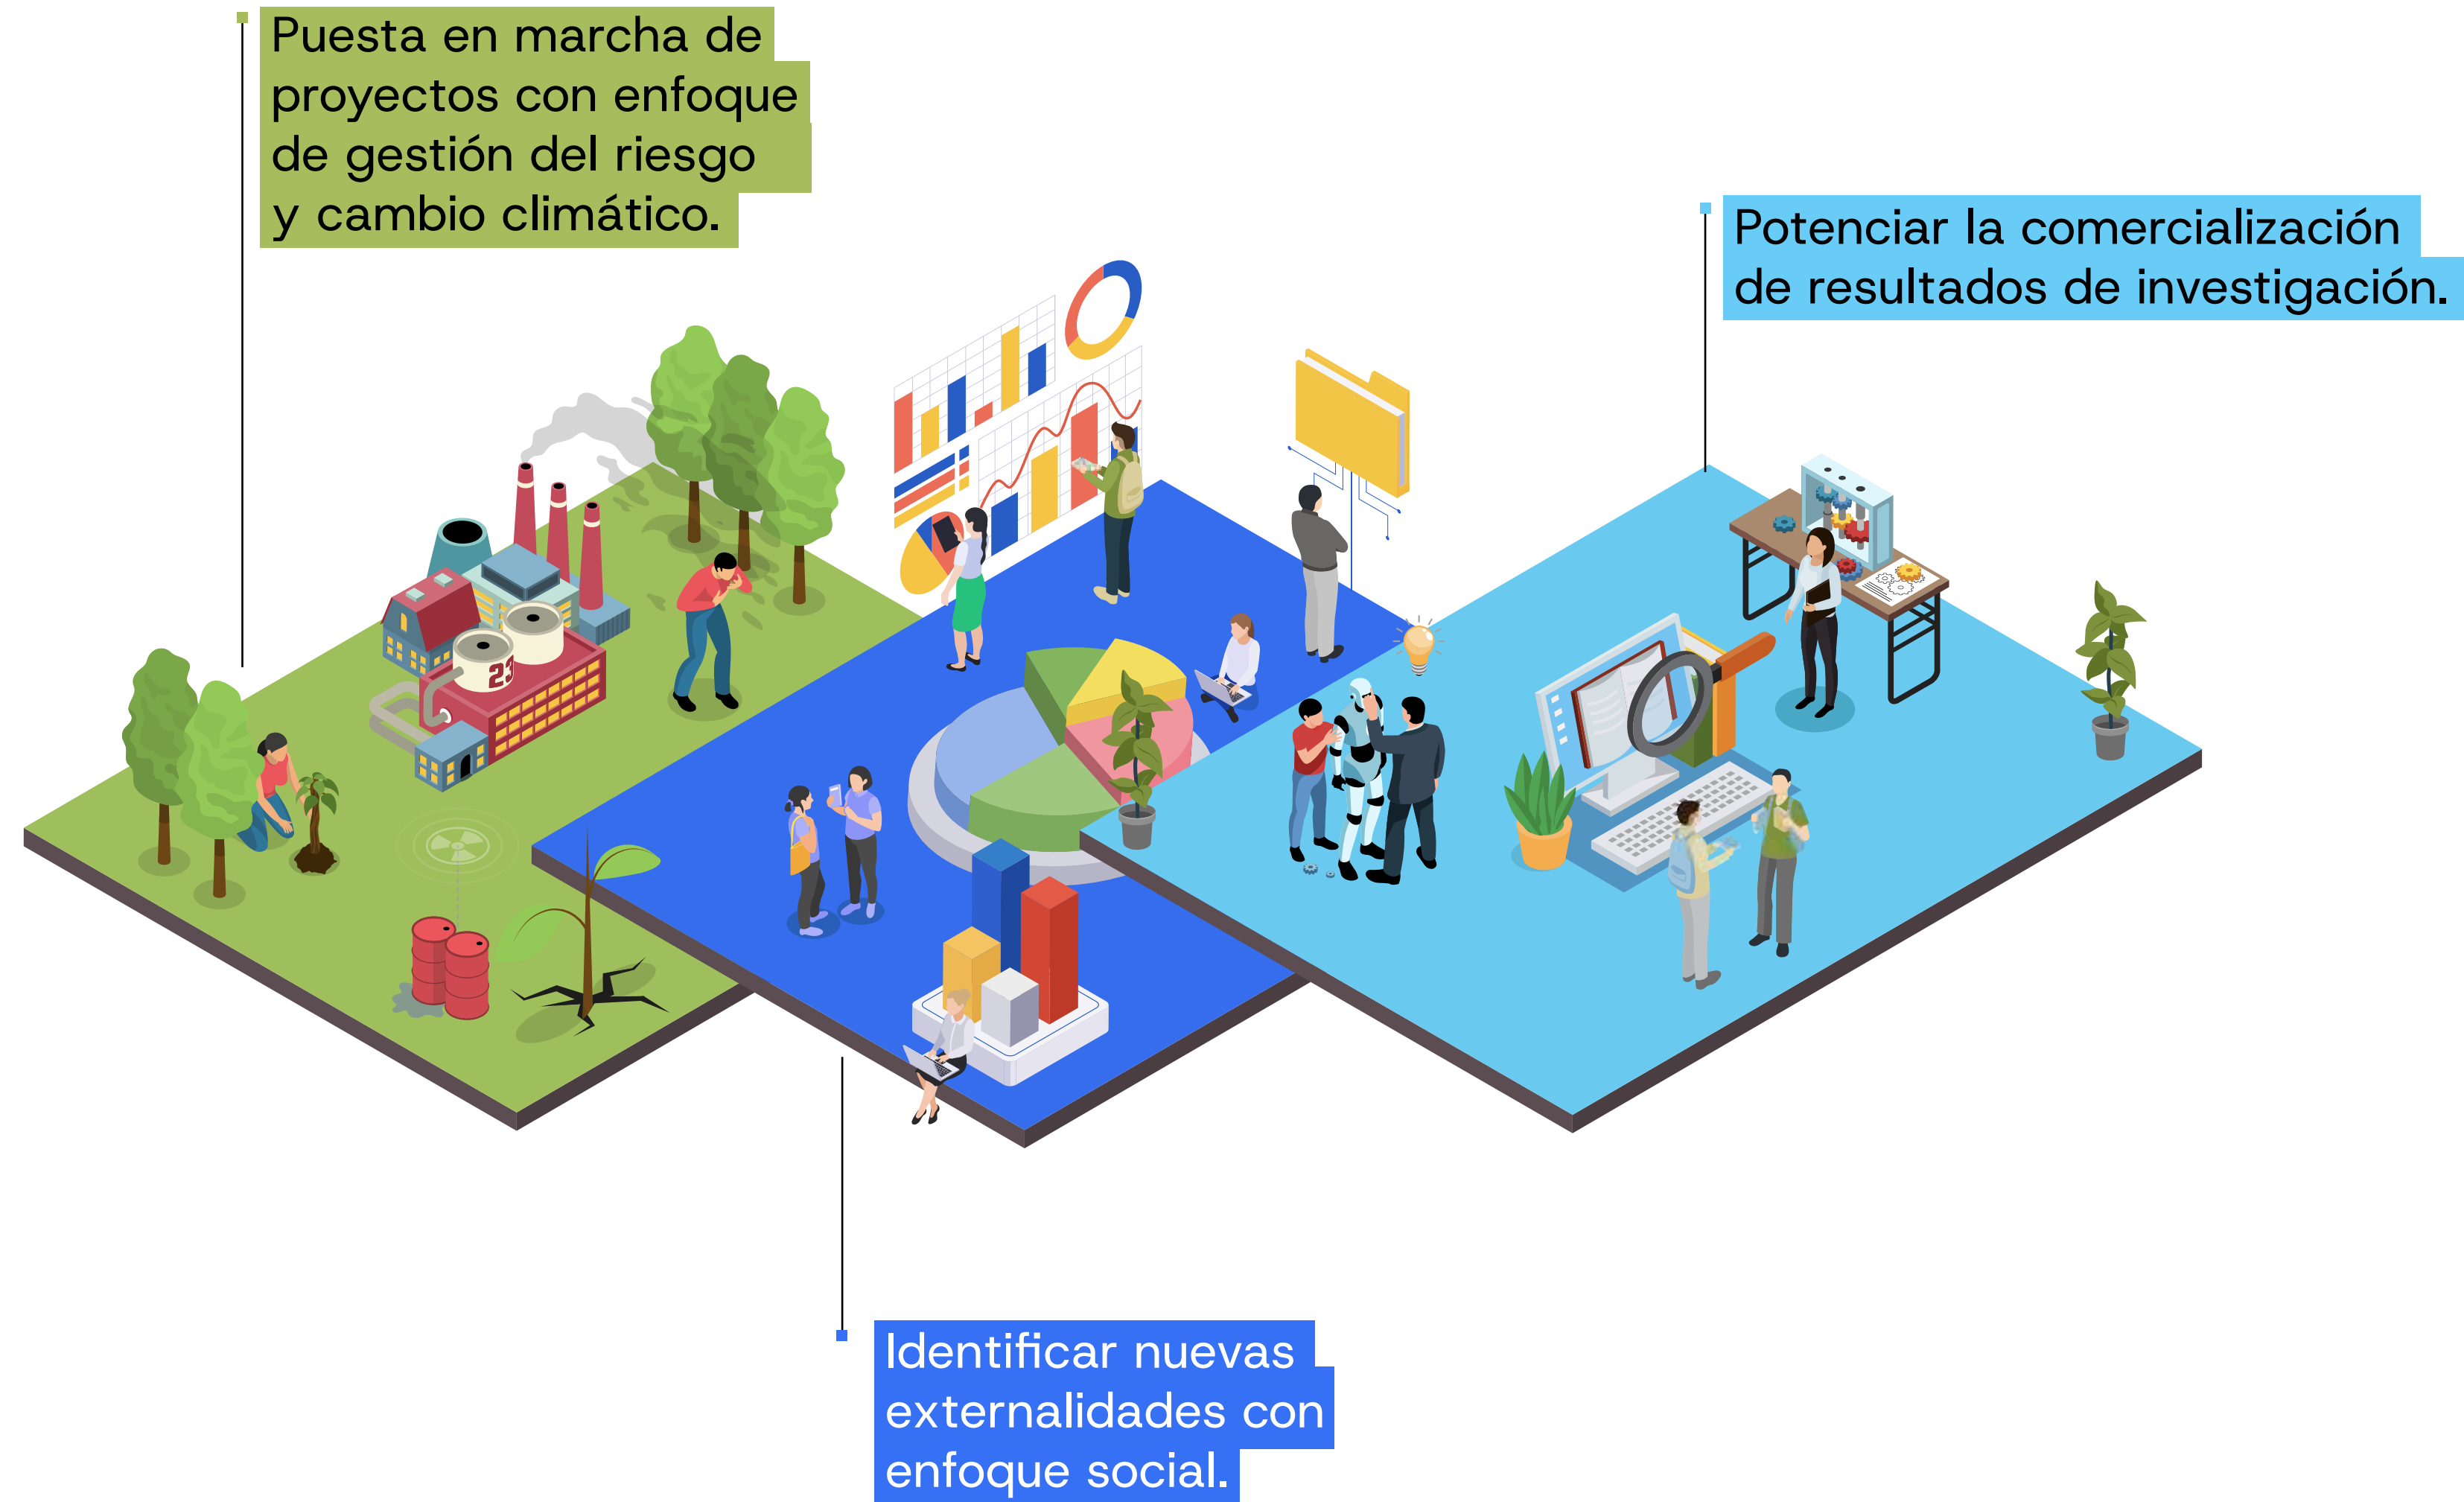 Puesta en marcha de
proyectos con enfoque
de gestión del riesgo
y cambio climático.
Potenciar la comercialización
de resultados de investigación.
23
Identificar nuevas
externalidades con
enfoque social.